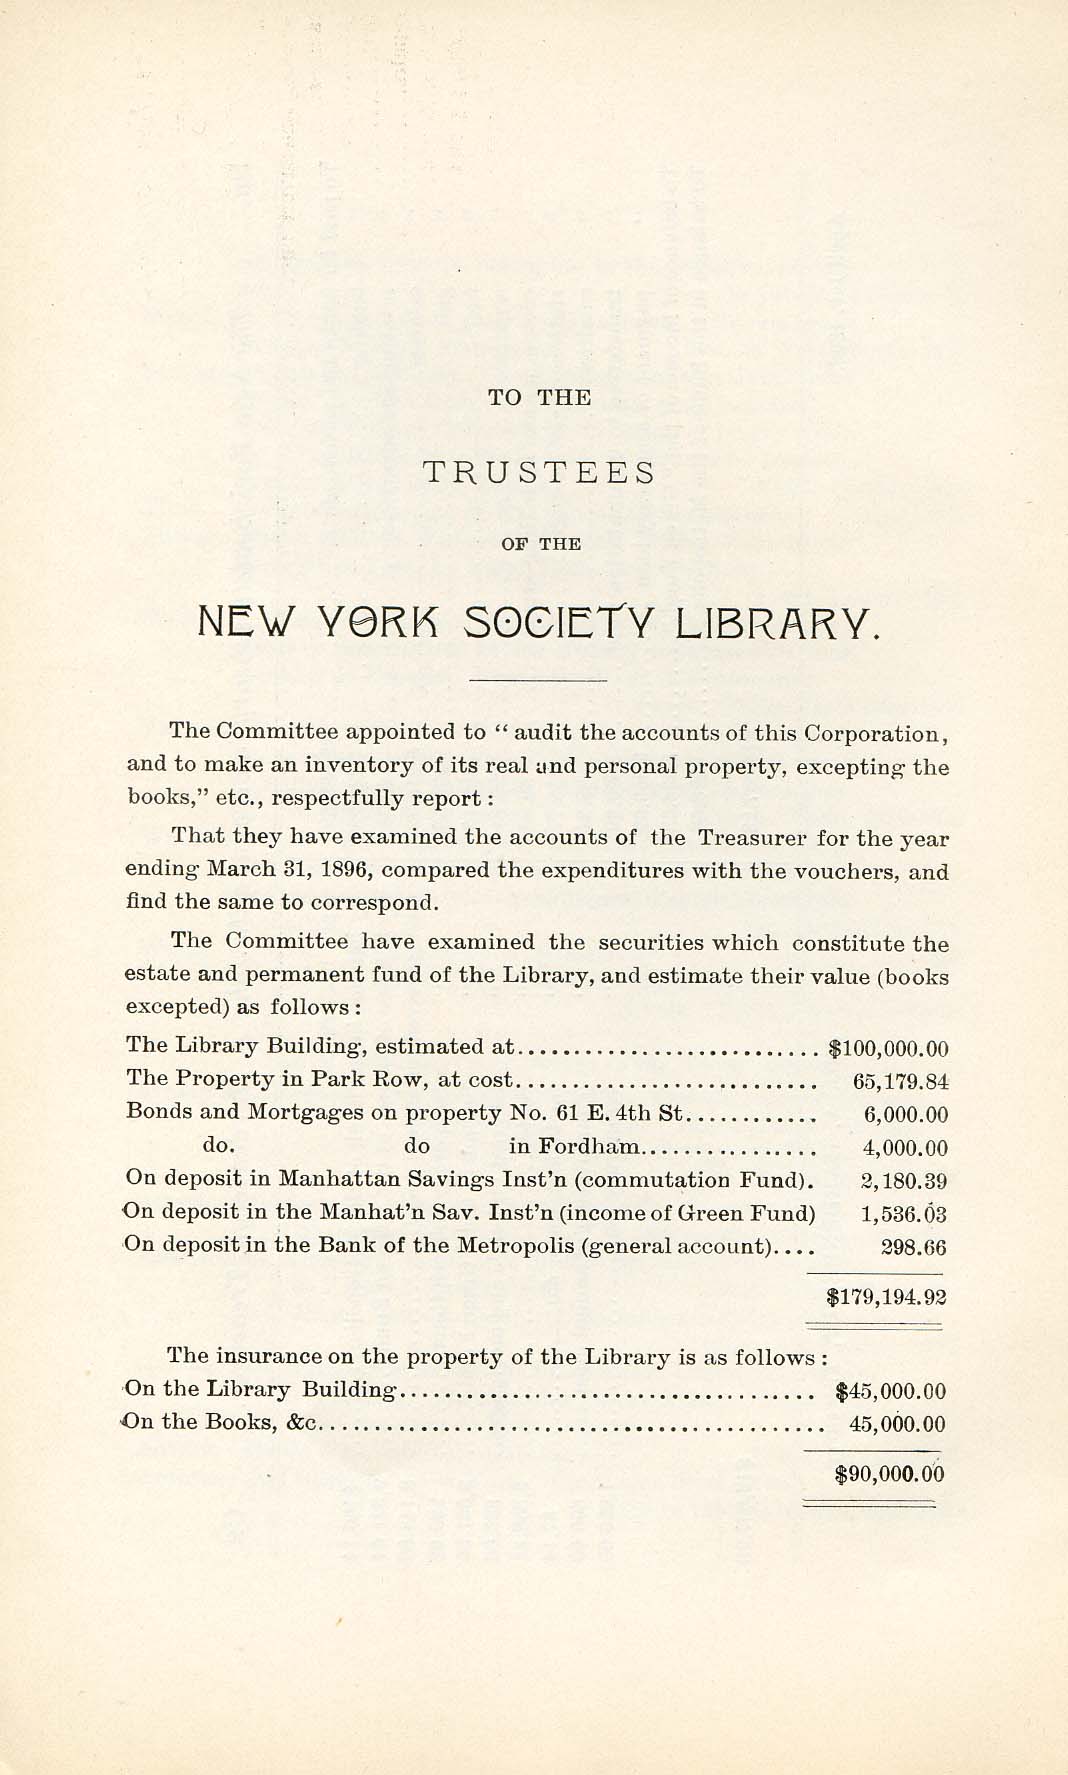 TO THE
TRUSTEES
OF THE
NEW YORK SOCIETY LIBRARY.
The Committee appointed to “ audit the accounts of this Corporation,
and to make an inventory of its real and personal property, excepting the
books,” etc., respectfully report :
That they have examined the accounts of the Treasurer for the year
ending March 31, 1896, compared the expenditures with the vouchers, and
find the same to correspond.
The Committee have examined the securities which constitute the
estate and permanent fund of the Library, and estimate their value (books
excepted) as follows :
The Library Building, estimated at........................... $100,000.00
The Property in Park Row, at cost........................... 65,179.84
Bonds and Mortgages on property No. 61 E. 4th St............ 6,000.00
do. do in Fordham................ 4,000.00
On deposit in Manhattan Savings Inst'n (commutation Fund). 2,180.39
On deposit in the Manhat'n Sav. Inst'n (income of Green Fund) 1,536.03
On deposit in the Bank of the Metropolis (general account).... 298.66
$179,194.92
The insurance on the property of the Library is as follows :
On the Library Building..................................... $45,000.00
On the Books, &c............................................. 45,000.00
$90,000.00